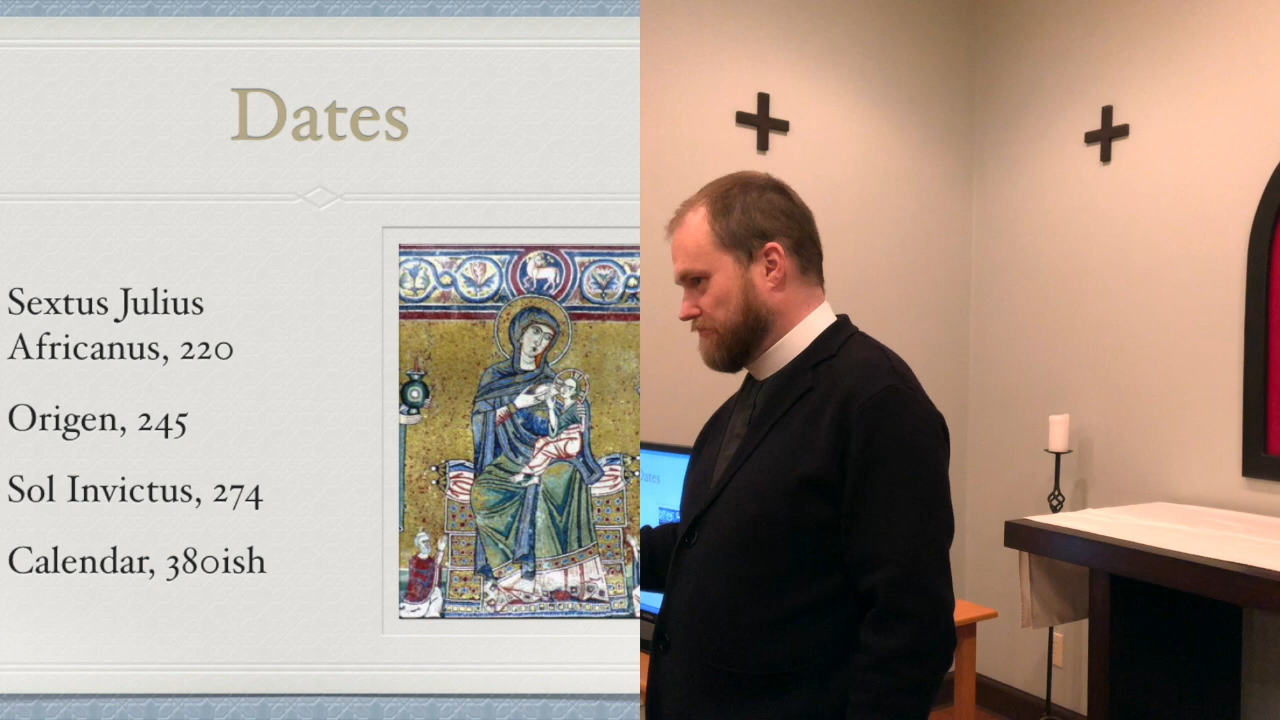 Dates
Sextus Julius
Africanus, 220
Origen, 245
Sol Invictus, 274
Calendar, 380ish